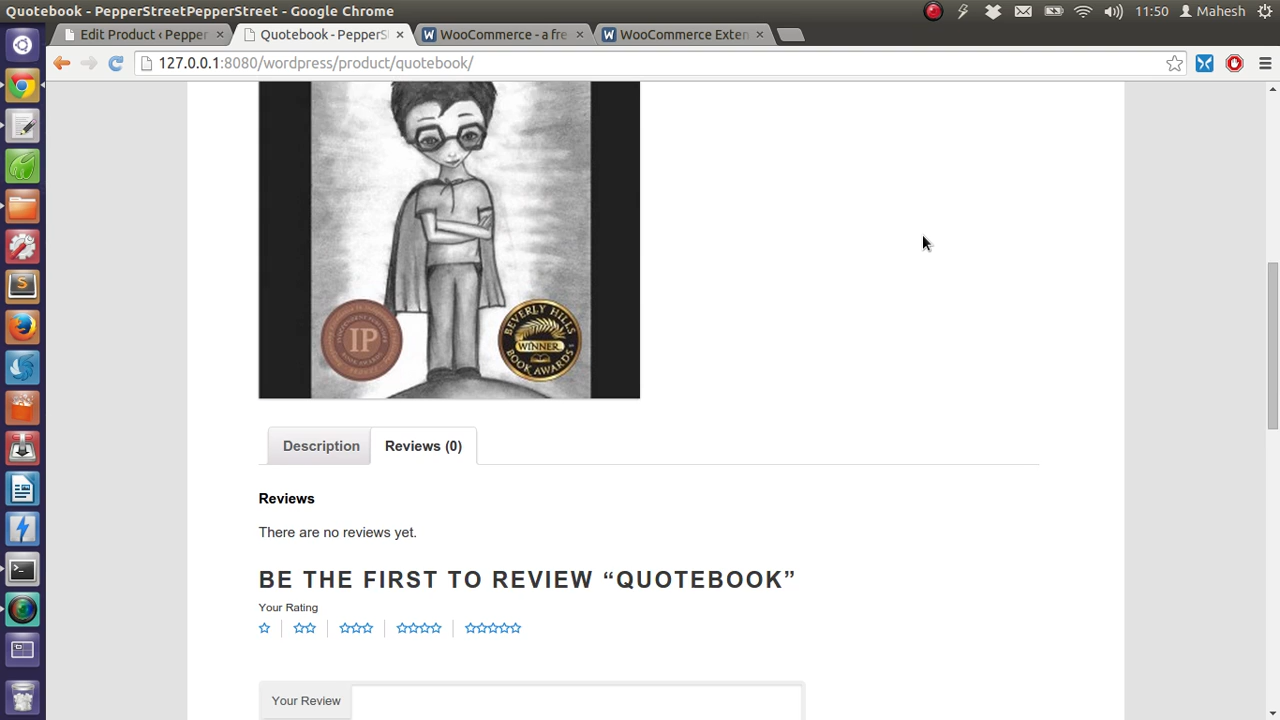 Quotebook - PepperStreetPepperStreet - Google Chrome
11:50
Mahesh
Edit Product ‹ Pepper
Quotebook - PepperS
WooCommerce - a fre
WooCommerce Exten
127.0.0.1:8080/wordpress/product/quotebook/
IP
BEVERLY HILLS
WINNER
BOOK AWARDS
Description
Reviews (0)
Reviews
There are no reviews yet.
BE THE FIRST TO REVIEW “QUOTEBOOK”
Your Rating
Your Review